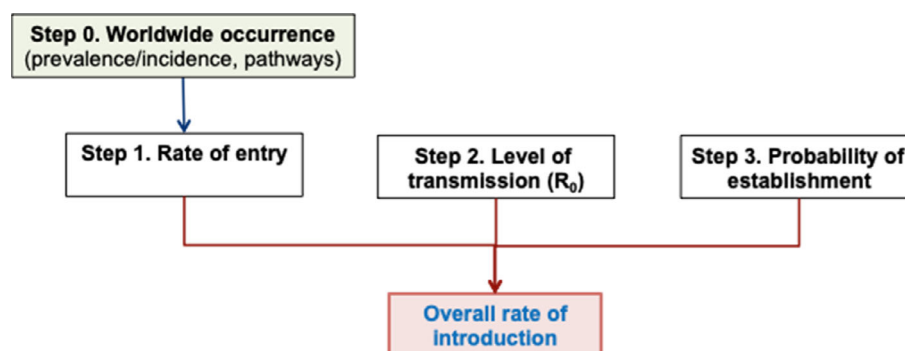 Step 0. Worldwide occurrence
(prevalence/incidence, pathways)
Step 1. Rate of entry
Step 2. Level of
transmission (R₀)
Step 3. Probability of
establishment
Overall rate of
introduction